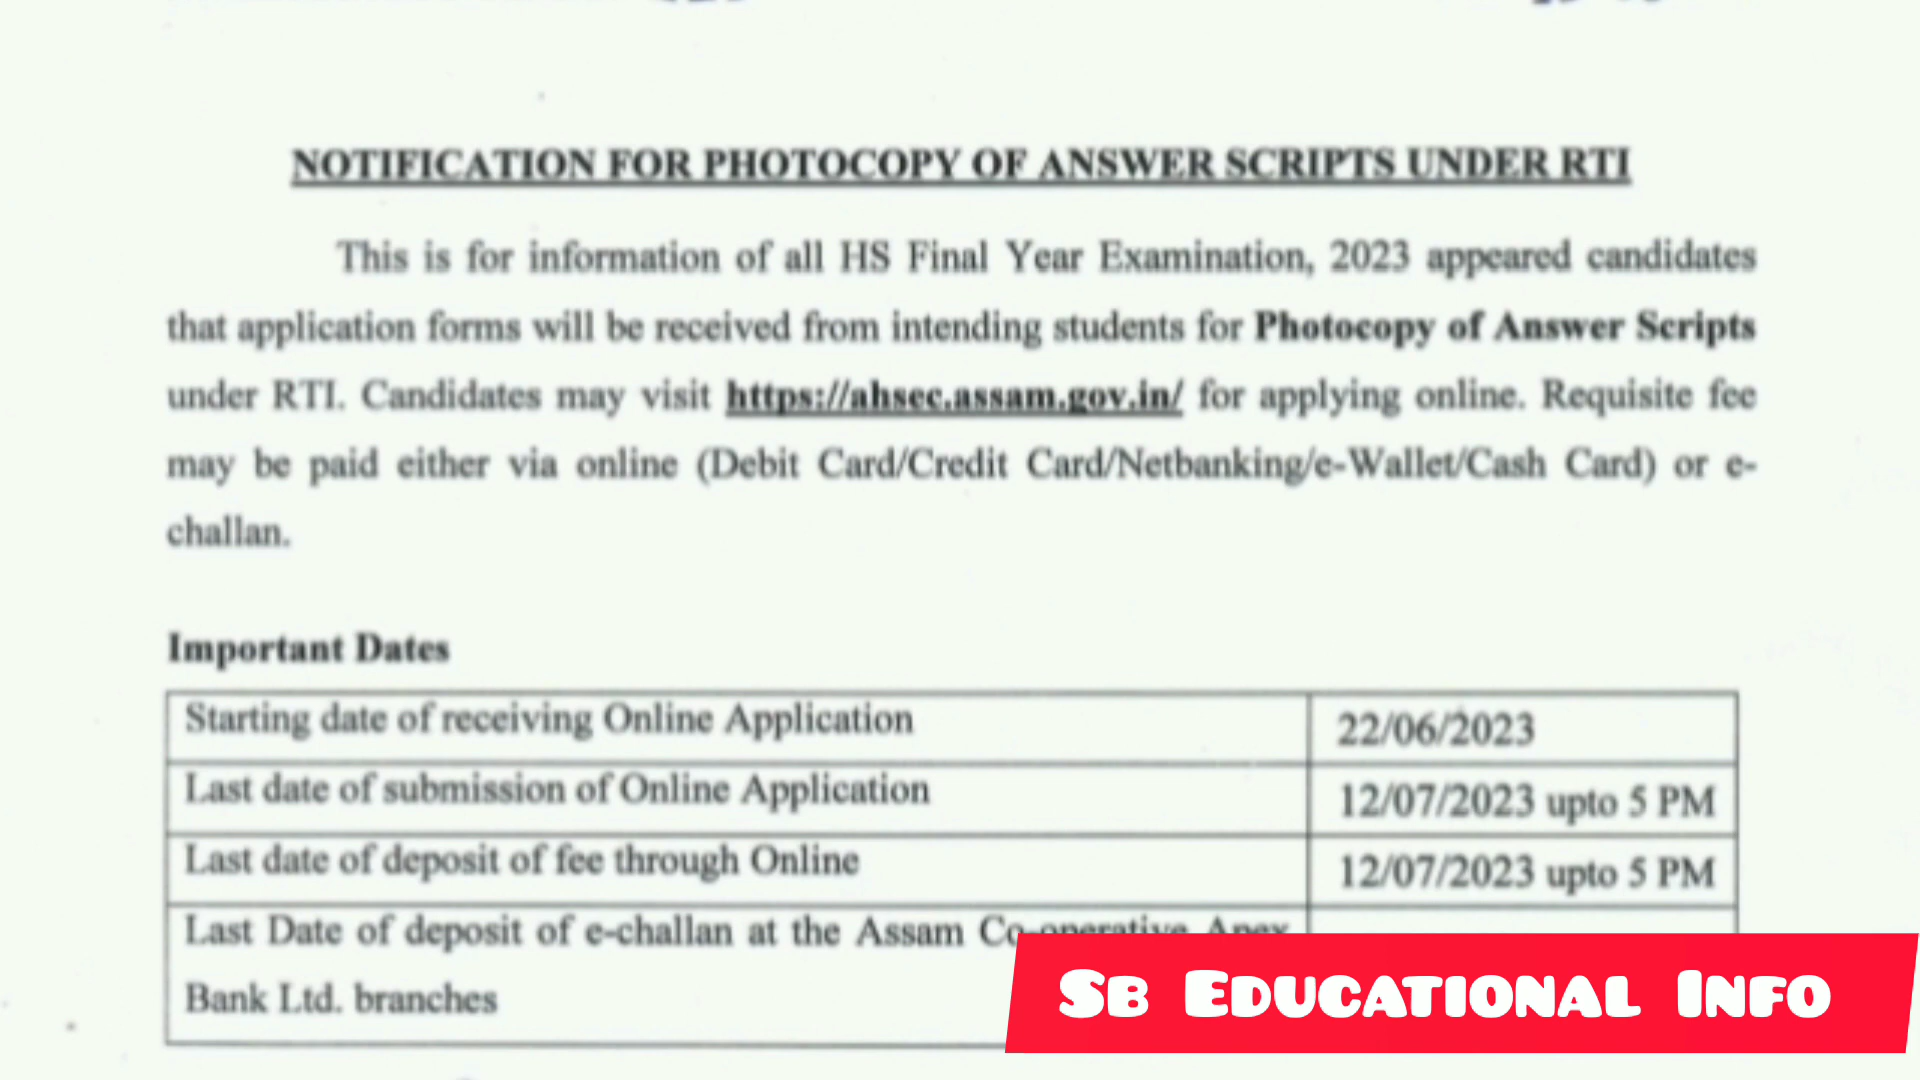 NOTIFICATION FOR PHOTOCOPY OF ANSWER SCRIPTS UNDER RTI
This is for information of all HS Final Year Examination, 2023 appeared candidates
that application forms will be received from intending students for Photocopy of Answer Scripts
under RTI. Candidates may visit https://ahsec.assam.gov.in/ for applying online. Requisite fee
may be paid either via online (Debit Card/Credit Card/Netbanking/e-Wallet/Cash Card) or e-
challan.
Important Dates
Starting date of receiving Online Application 22/06/2023
Last date of submission of Online Application 12/07/2023 upto 5 PM
Last date of deposit of fee through Online 12/07/2023 upto 5 PM
Last Date of deposit of e-challan at the Assam Co-operative Apex
Bank Ltd. branches
Sb Educational Info